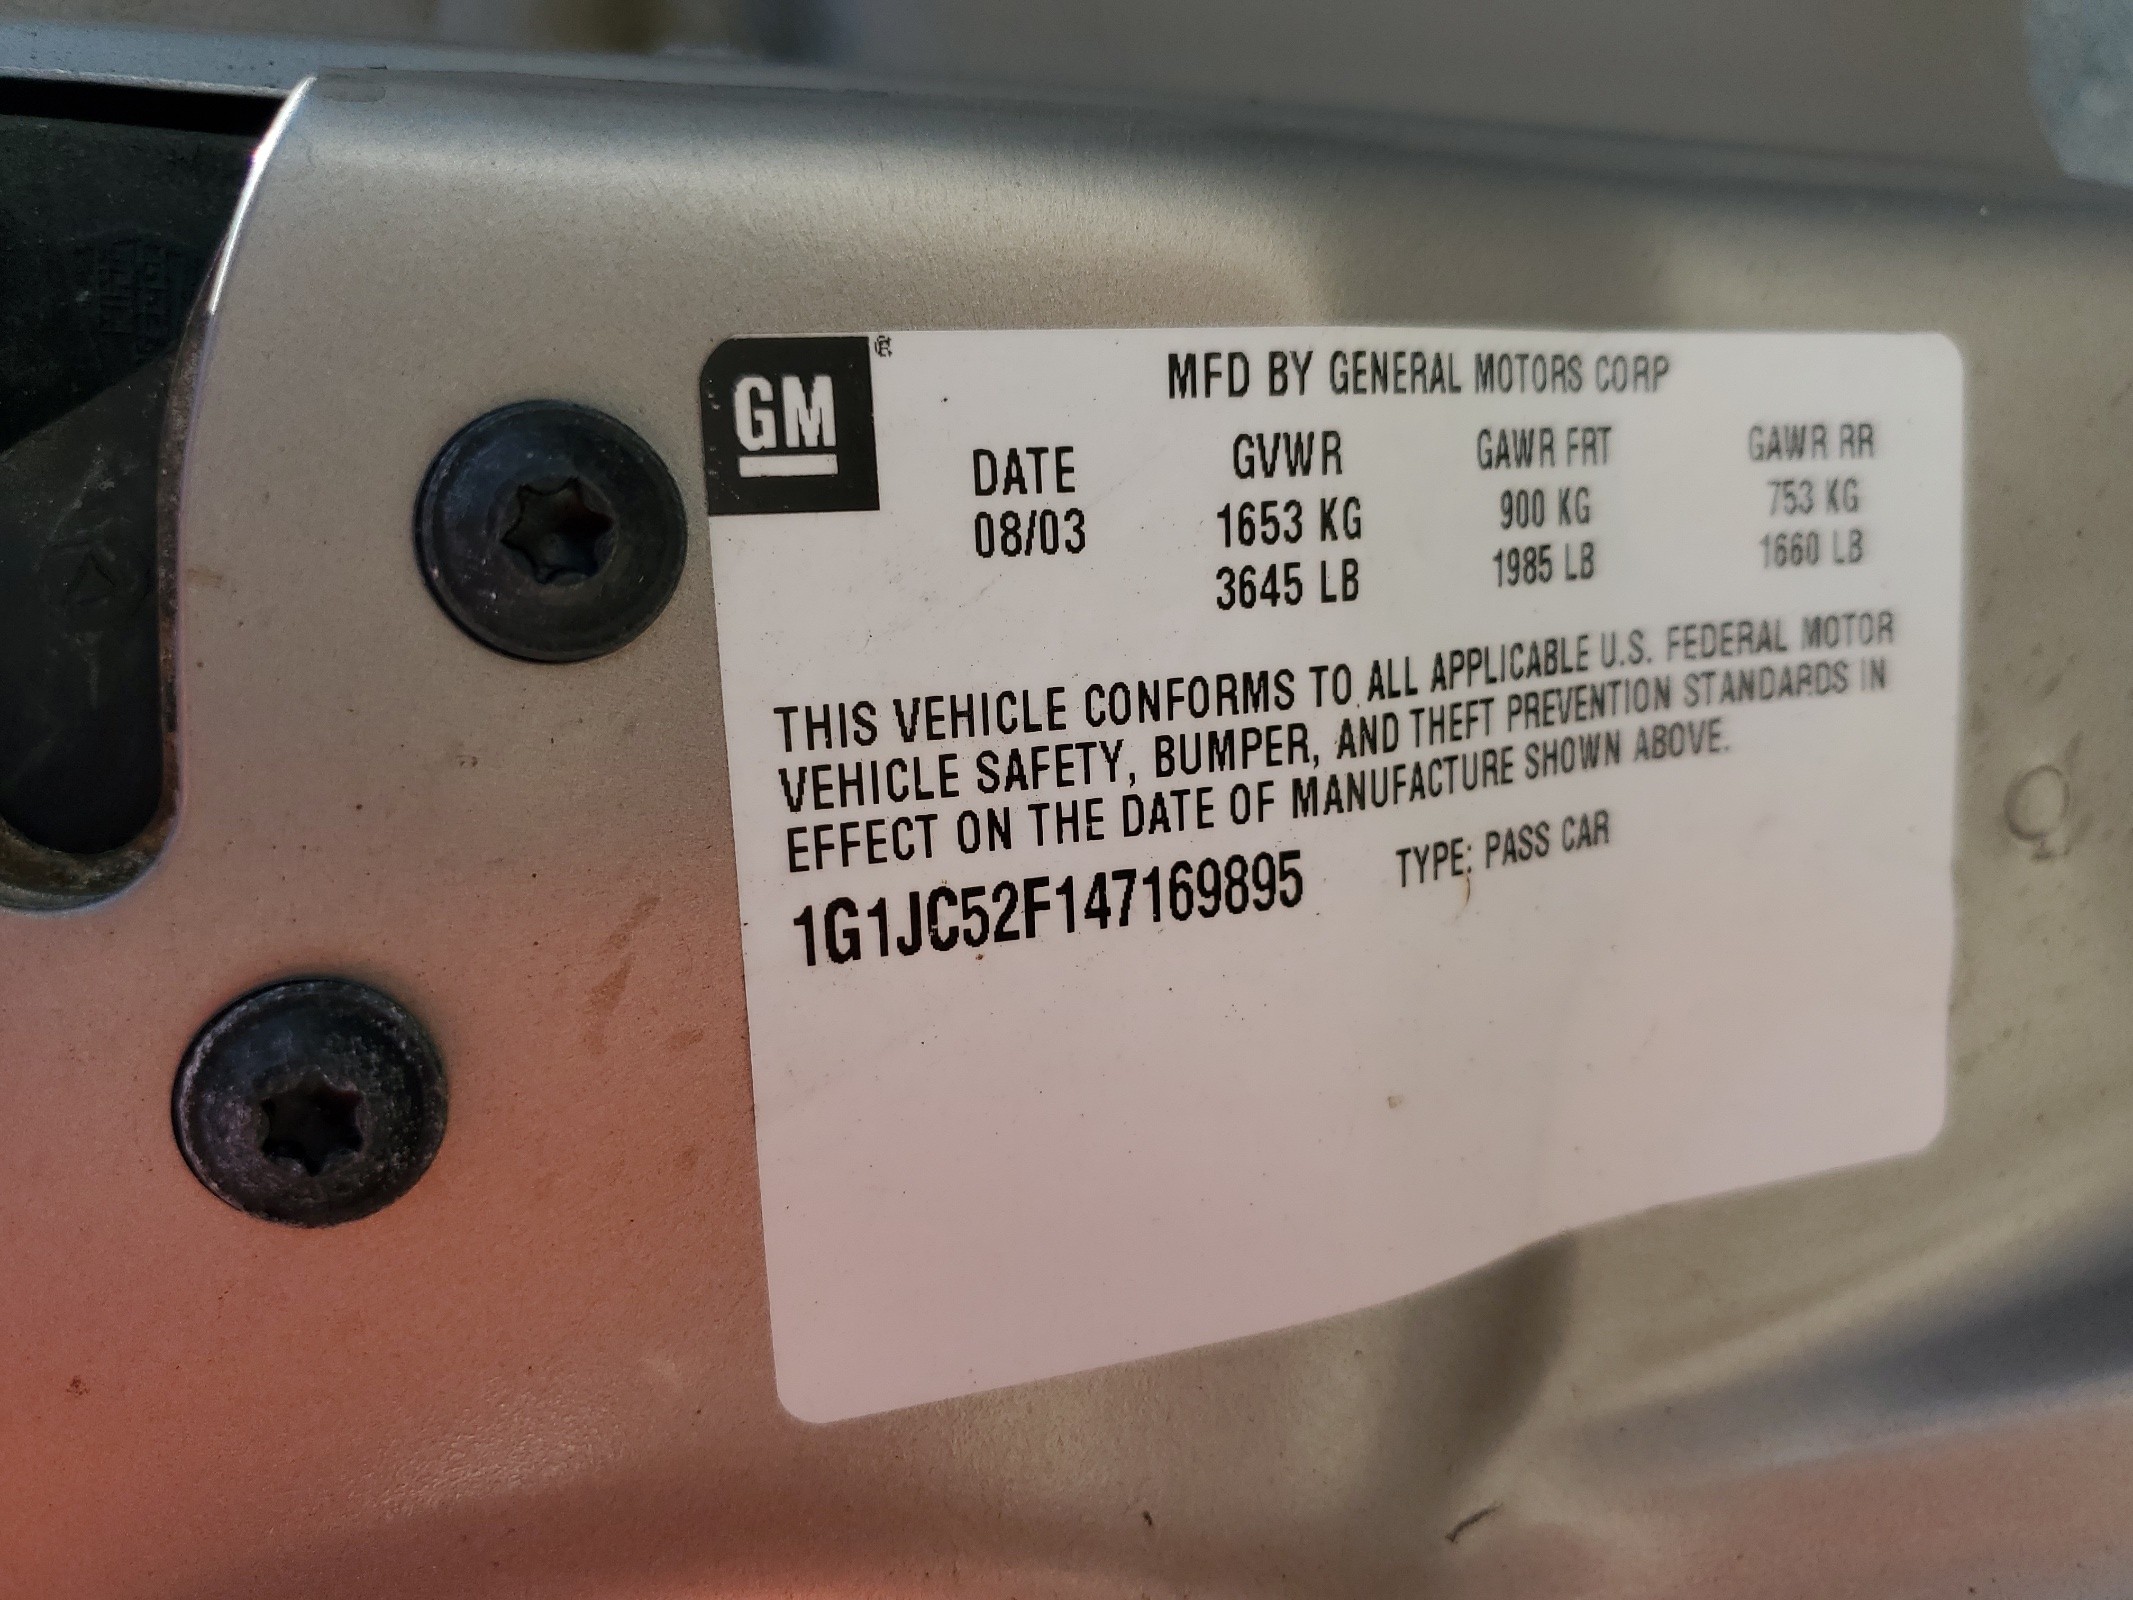 GM ®
MFD BY GENERAL MOTORS CORP
DATE GVWR GAWR FRT GAWR RR
08/03 1653 KG 900 KG 753 KG
3645 LB 1985 LB 1660 LB
THIS VEHICLE CONFORMS TO ALL APPLICABLE U.S. FEDERAL MOTOR
VEHICLE SAFETY, BUMPER, AND THEFT PREVENTION STANDARDS IN
EFFECT ON THE DATE OF MANUFACTURE SHOWN ABOVE.
1G1JC52F147169895 TYPE: PASS CAR